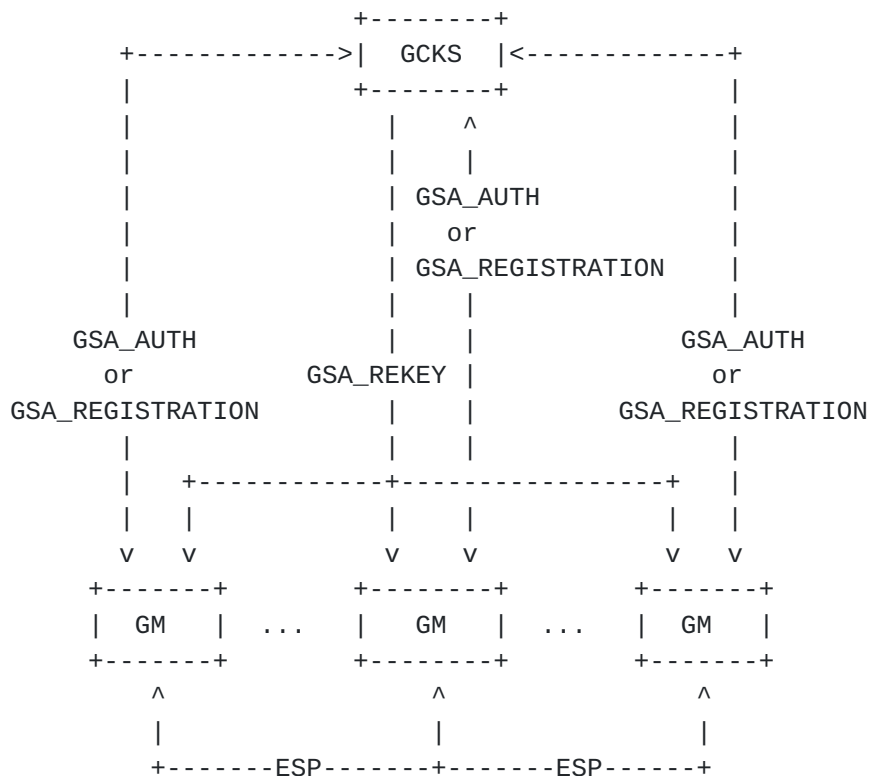 GCKS
GSA_AUTH
or
GSA_REGISTRATION
GSA_AUTH GSA_AUTH
or GSA_REKEY or
GSA_REGISTRATION GSA_REGISTRATION
GM ... GM ... GM
ESP ESP